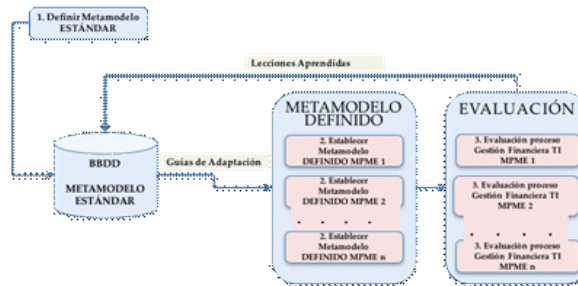 1. Definir Metamodelo
ESTÁNDAR
Lecciones Aprendidas
BBDD
METAMODELO
ESTÁNDAR
Guías de Adaptación
METAMODELO
DEFINIDO
2. Establecer
Metamodelo
DEFINIDO MPME 1
2. Establecer
Metamodelo
DEFINIDO MPME 2
. . . .
2. Establecer
Metamodelo
DEFINIDO MPME n
EVALUACIÓN
3. Evaluación proceso
Gestión Financiera TI
MPME 1
3. Evaluación proceso
Gestión Financiera TI
MPME 2
. . . .
3. Evaluación proceso
Gestión Financiera TI
MPME n